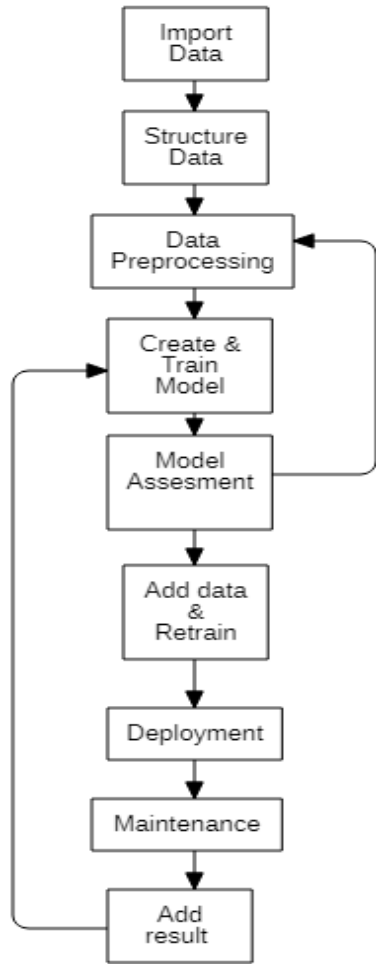 Import
Data
Structure
Data
Data
Preprocessing
Create &
Train
Model
Model
Assesment
Add data
&
Retrain
Deployment
Maintenance
Add
result